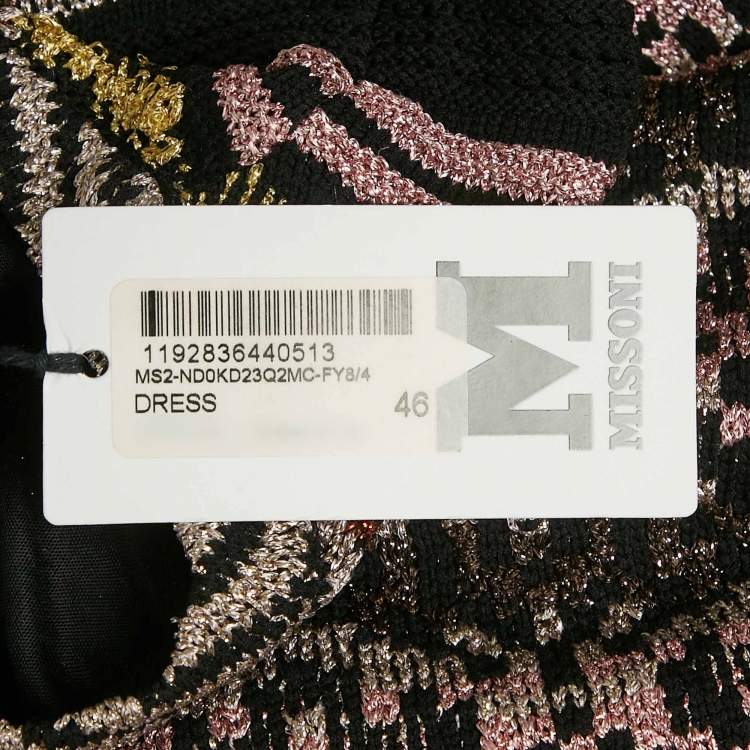 1192836440513
MS2-ND0KD23Q2MC-FY8/4
DRESS 46
M
MISSONI